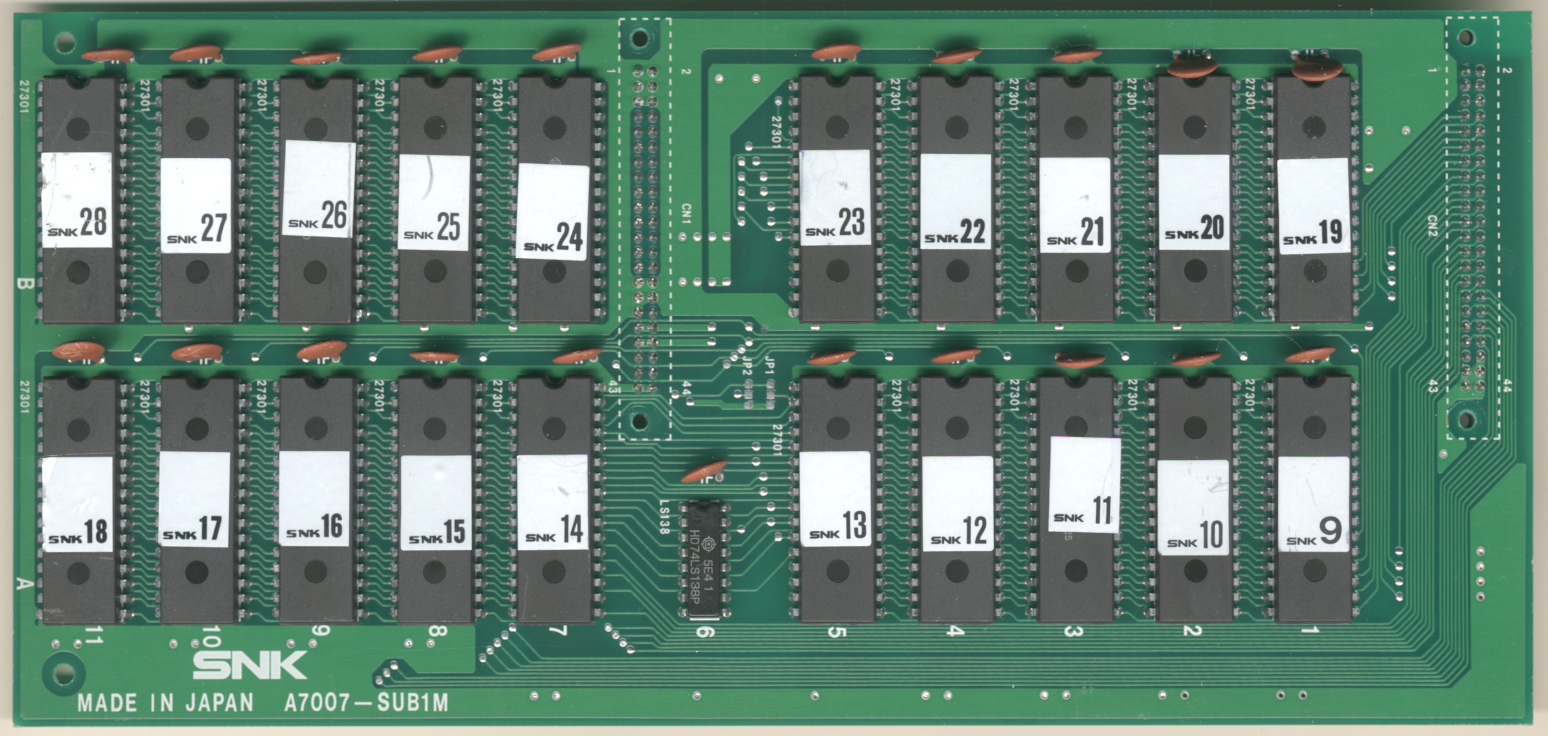 1
2
1
2
27301
27301
27301
27301
27301
27301
27301
27301
27301
27301
SNK 28
SNK 27
SNK 26
SNK 25
SNK 24
CN1
SNK 23
SNK 22
SNK 21
SNK 20
SNK 19
CN2
B
JP2
JP1
43
44
43
44
27301
27301
27301
27301
27301
27301
27301
27301
27301
27301
SNK 18
SNK 17
SNK 16
SNK 15
SNK 14
LS138
5E4 1
HD74LS138P
SNK 13
SNK 12
SNK 11
SNK 10
SNK 9
A
11
10
9
8
7
6
5
4
3
2
1
SNK
MADE IN JAPAN A7007-SUB1M